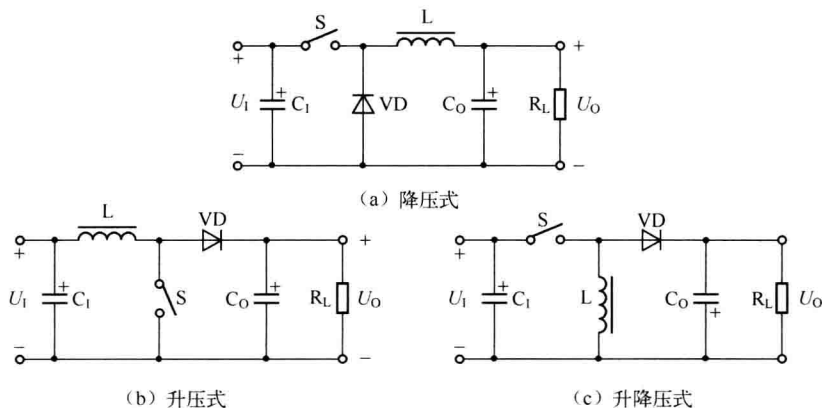 S
L
+
+
U_I
+
C_I
VD
C_O
+
R_L
U_O
−
−
(a) 降压式
L
VD
+
+
U_I
+
C_I
S
C_O
+
R_L
U_O
−
−
(b) 升压式
S
VD
+
U_I
+
C_I
L
C_O
+
R_L
U_O
−
(c) 升降压式